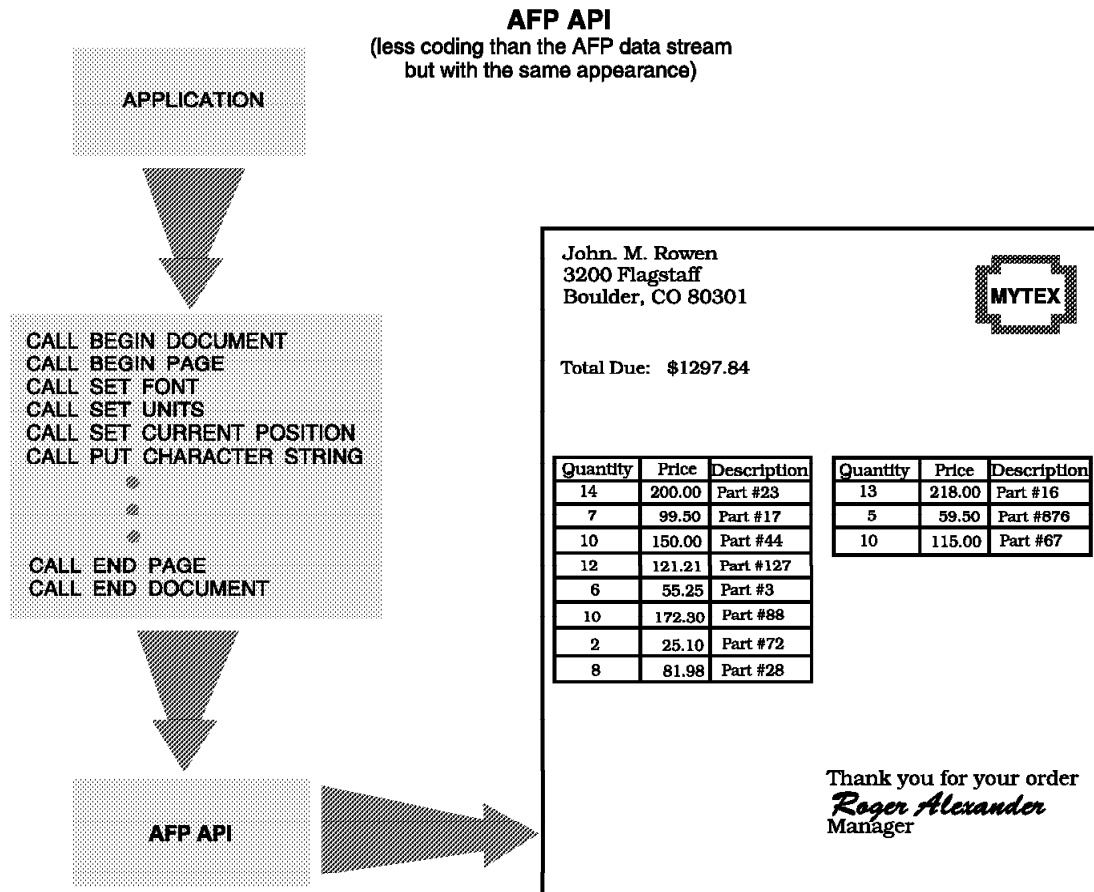 AFP API
(less coding than the AFP data stream
but with the same appearance)
APPLICATION
CALL BEGIN DOCUMENT
CALL BEGIN PAGE
CALL SET FONT
CALL SET UNITS
CALL SET CURRENT POSITION
CALL PUT CHARACTER STRING
CALL END PAGE
CALL END DOCUMENT
AFP API
John. M. Rowen
3200 Flagstaff
Boulder, CO 80301
MYTEX
Total Due: $1297.84
Quantity Price Description
14 200.00 Part #23
7 99.50 Part #17
10 150.00 Part #44
12 121.21 Part #127
6 55.25 Part #3
10 172.30 Part #88
2 25.10 Part #72
8 81.98 Part #28
Quantity Price Description
13 218.00 Part #16
5 59.50 Part #876
10 115.00 Part #67
Thank you for your order
Roger Alexander
Manager